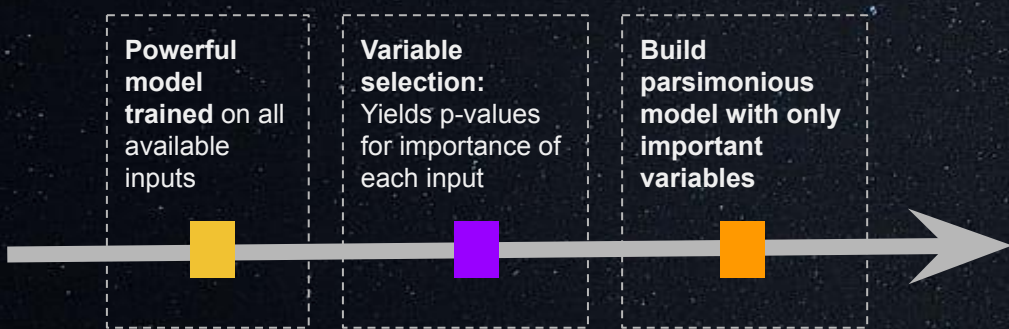 Powerful
model
trained on all
available
inputs
Variable
selection:
Yields p-values
for importance of
each input
Build
parsimonious
model with only
important
variables